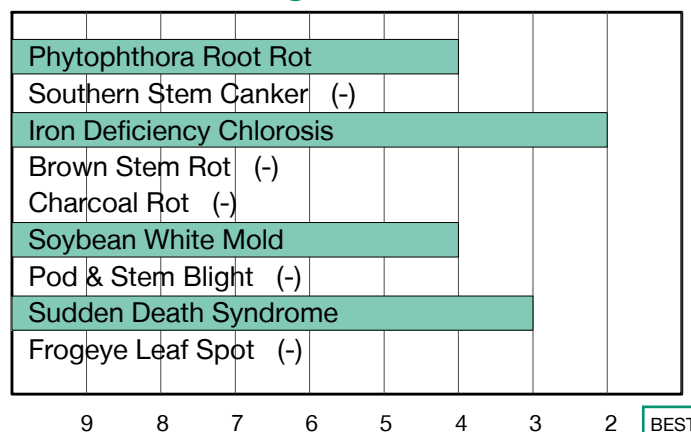 Phytophthora Root Rot
Southern Stem Canker (-)
Iron Deficiency Chlorosis
Brown Stem Rot (-)
Charcoal Rot (-)
Soybean White Mold
Pod & Stem Blight (-)
Sudden Death Syndrome
Frogeye Leaf Spot (-)
9 8 7 6 5 4 3 2 BEST